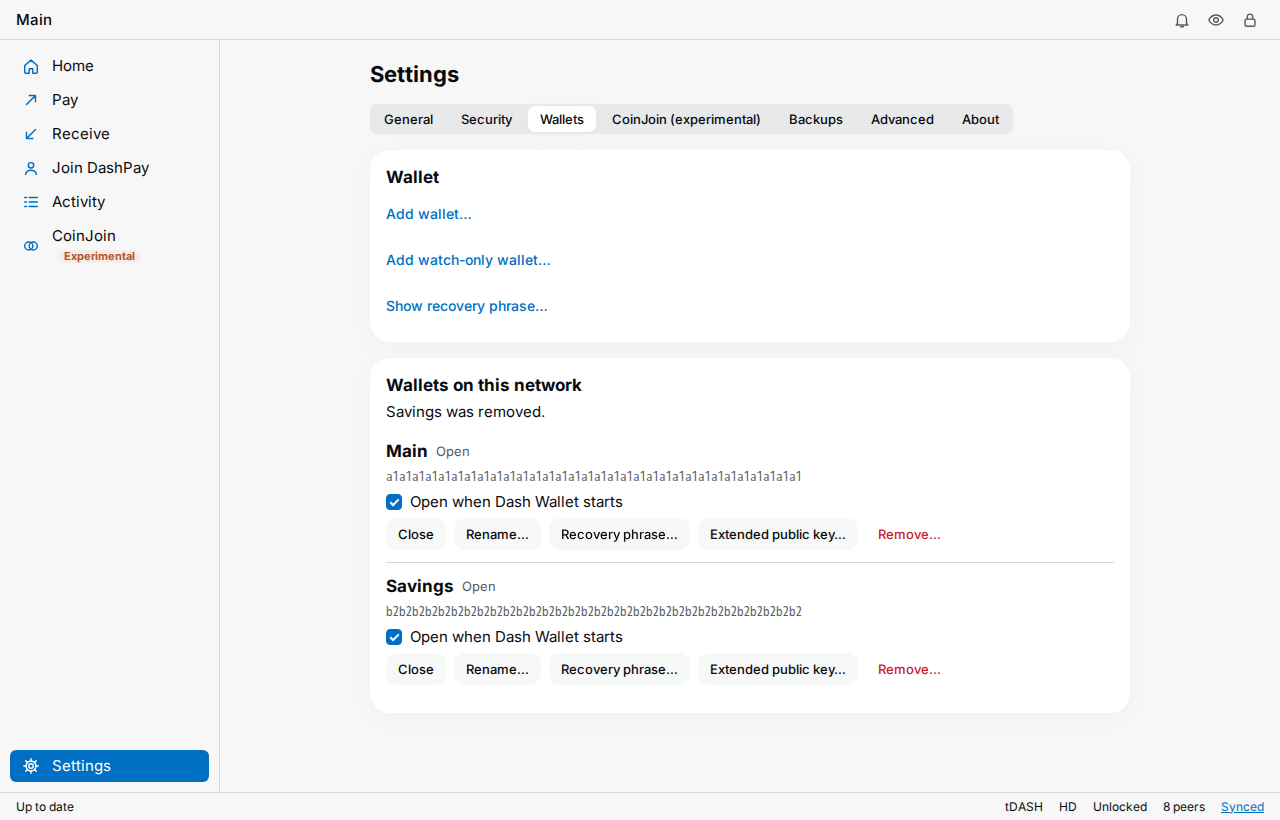 Main
Home
Pay
Receive
Join DashPay
Activity
CoinJoin
Experimental
Settings
Settings
General Security Wallets CoinJoin (experimental) Backups Advanced About
Wallet
Add wallet...
Add watch-only wallet...
Show recovery phrase...
Wallets on this network
Savings was removed.
Main Open
a1a1a1a1a1a1a1a1a1a1a1a1a1a1a1a1a1a1a1a1a1a1a1a1a1a1a1a1a1a1a1a1
Open when Dash Wallet starts
Close Rename... Recovery phrase... Extended public key... Remove...
Savings Open
b2b2b2b2b2b2b2b2b2b2b2b2b2b2b2b2b2b2b2b2b2b2b2b2b2b2b2b2b2b2b2b2
Open when Dash Wallet starts
Close Rename... Recovery phrase... Extended public key... Remove...
Up to date tDASH HD Unlocked 8 peers Synced